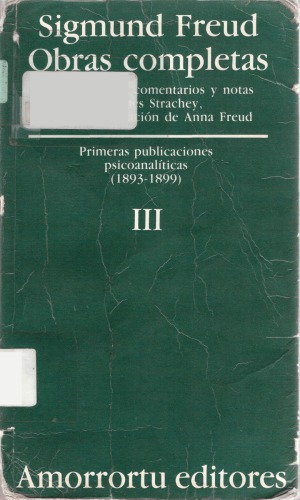 Sigmund Freud
Obras completas
comentarios y notas
es Strachey,
ción de Anna Freud
Primeras publicaciones
psicoanalíticas
(1893-1899)
III
Amorrortu editores